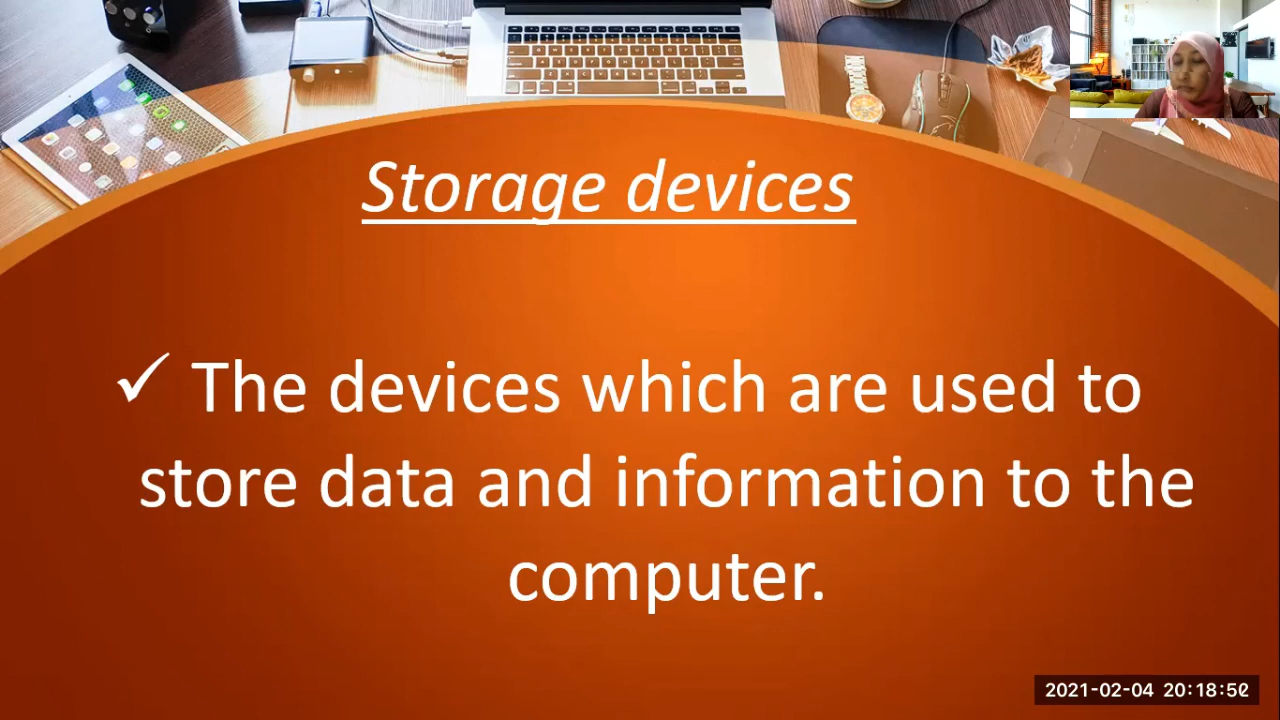 Storage devices
✓ The devices which are used to
store data and information to the
computer.
2021-02-04 20:18:50